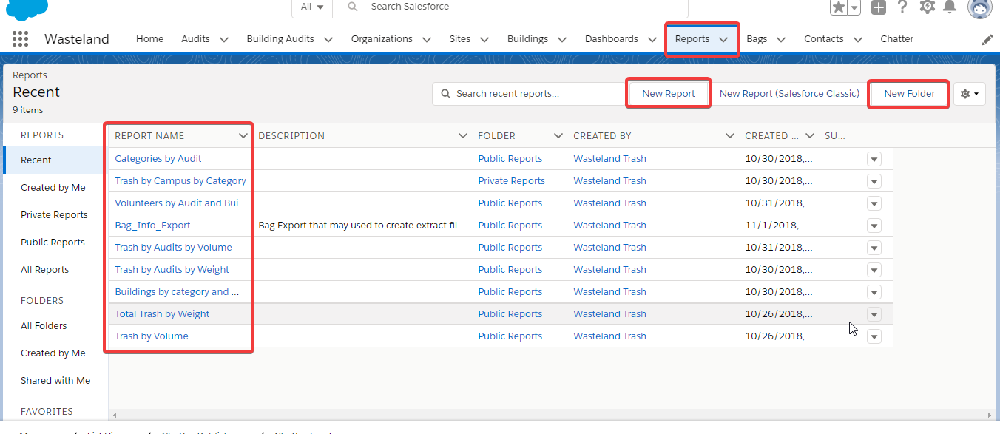 All Search Salesforce
Wasteland Home Audits Building Audits Organizations Sites Buildings Dashboards Reports Bags Contacts Chatter
Reports
Recent
9 items
Search recent reports...
New Report New Report (Salesforce Classic) New Folder
REPORTS
Recent
Created by Me
Private Reports
Public Reports
All Reports
FOLDERS
All Folders
Created by Me
Shared with Me
FAVORITES
REPORT NAME DESCRIPTION FOLDER CREATED BY CREATED ... SU...
Categories by Audit Public Reports Wasteland Trash 10/30/2018,...
Trash by Campus by Category Private Reports Wasteland Trash 10/30/2018,...
Volunteers by Audit and Bui... Public Reports Wasteland Trash 10/31/2018,...
Bag_Info_Export Bag Export that may used to create extract fil... Public Reports Wasteland Trash 11/1/2018, ...
Trash by Audits by Volume Public Reports Wasteland Trash 10/31/2018,...
Trash by Audits by Weight Public Reports Wasteland Trash 10/30/2018,...
Buildings by category and ... Public Reports Wasteland Trash 10/30/2018,...
Total Trash by Weight Public Reports Wasteland Trash 10/26/2018,...
Trash by Volume Public Reports Wasteland Trash 10/26/2018,...